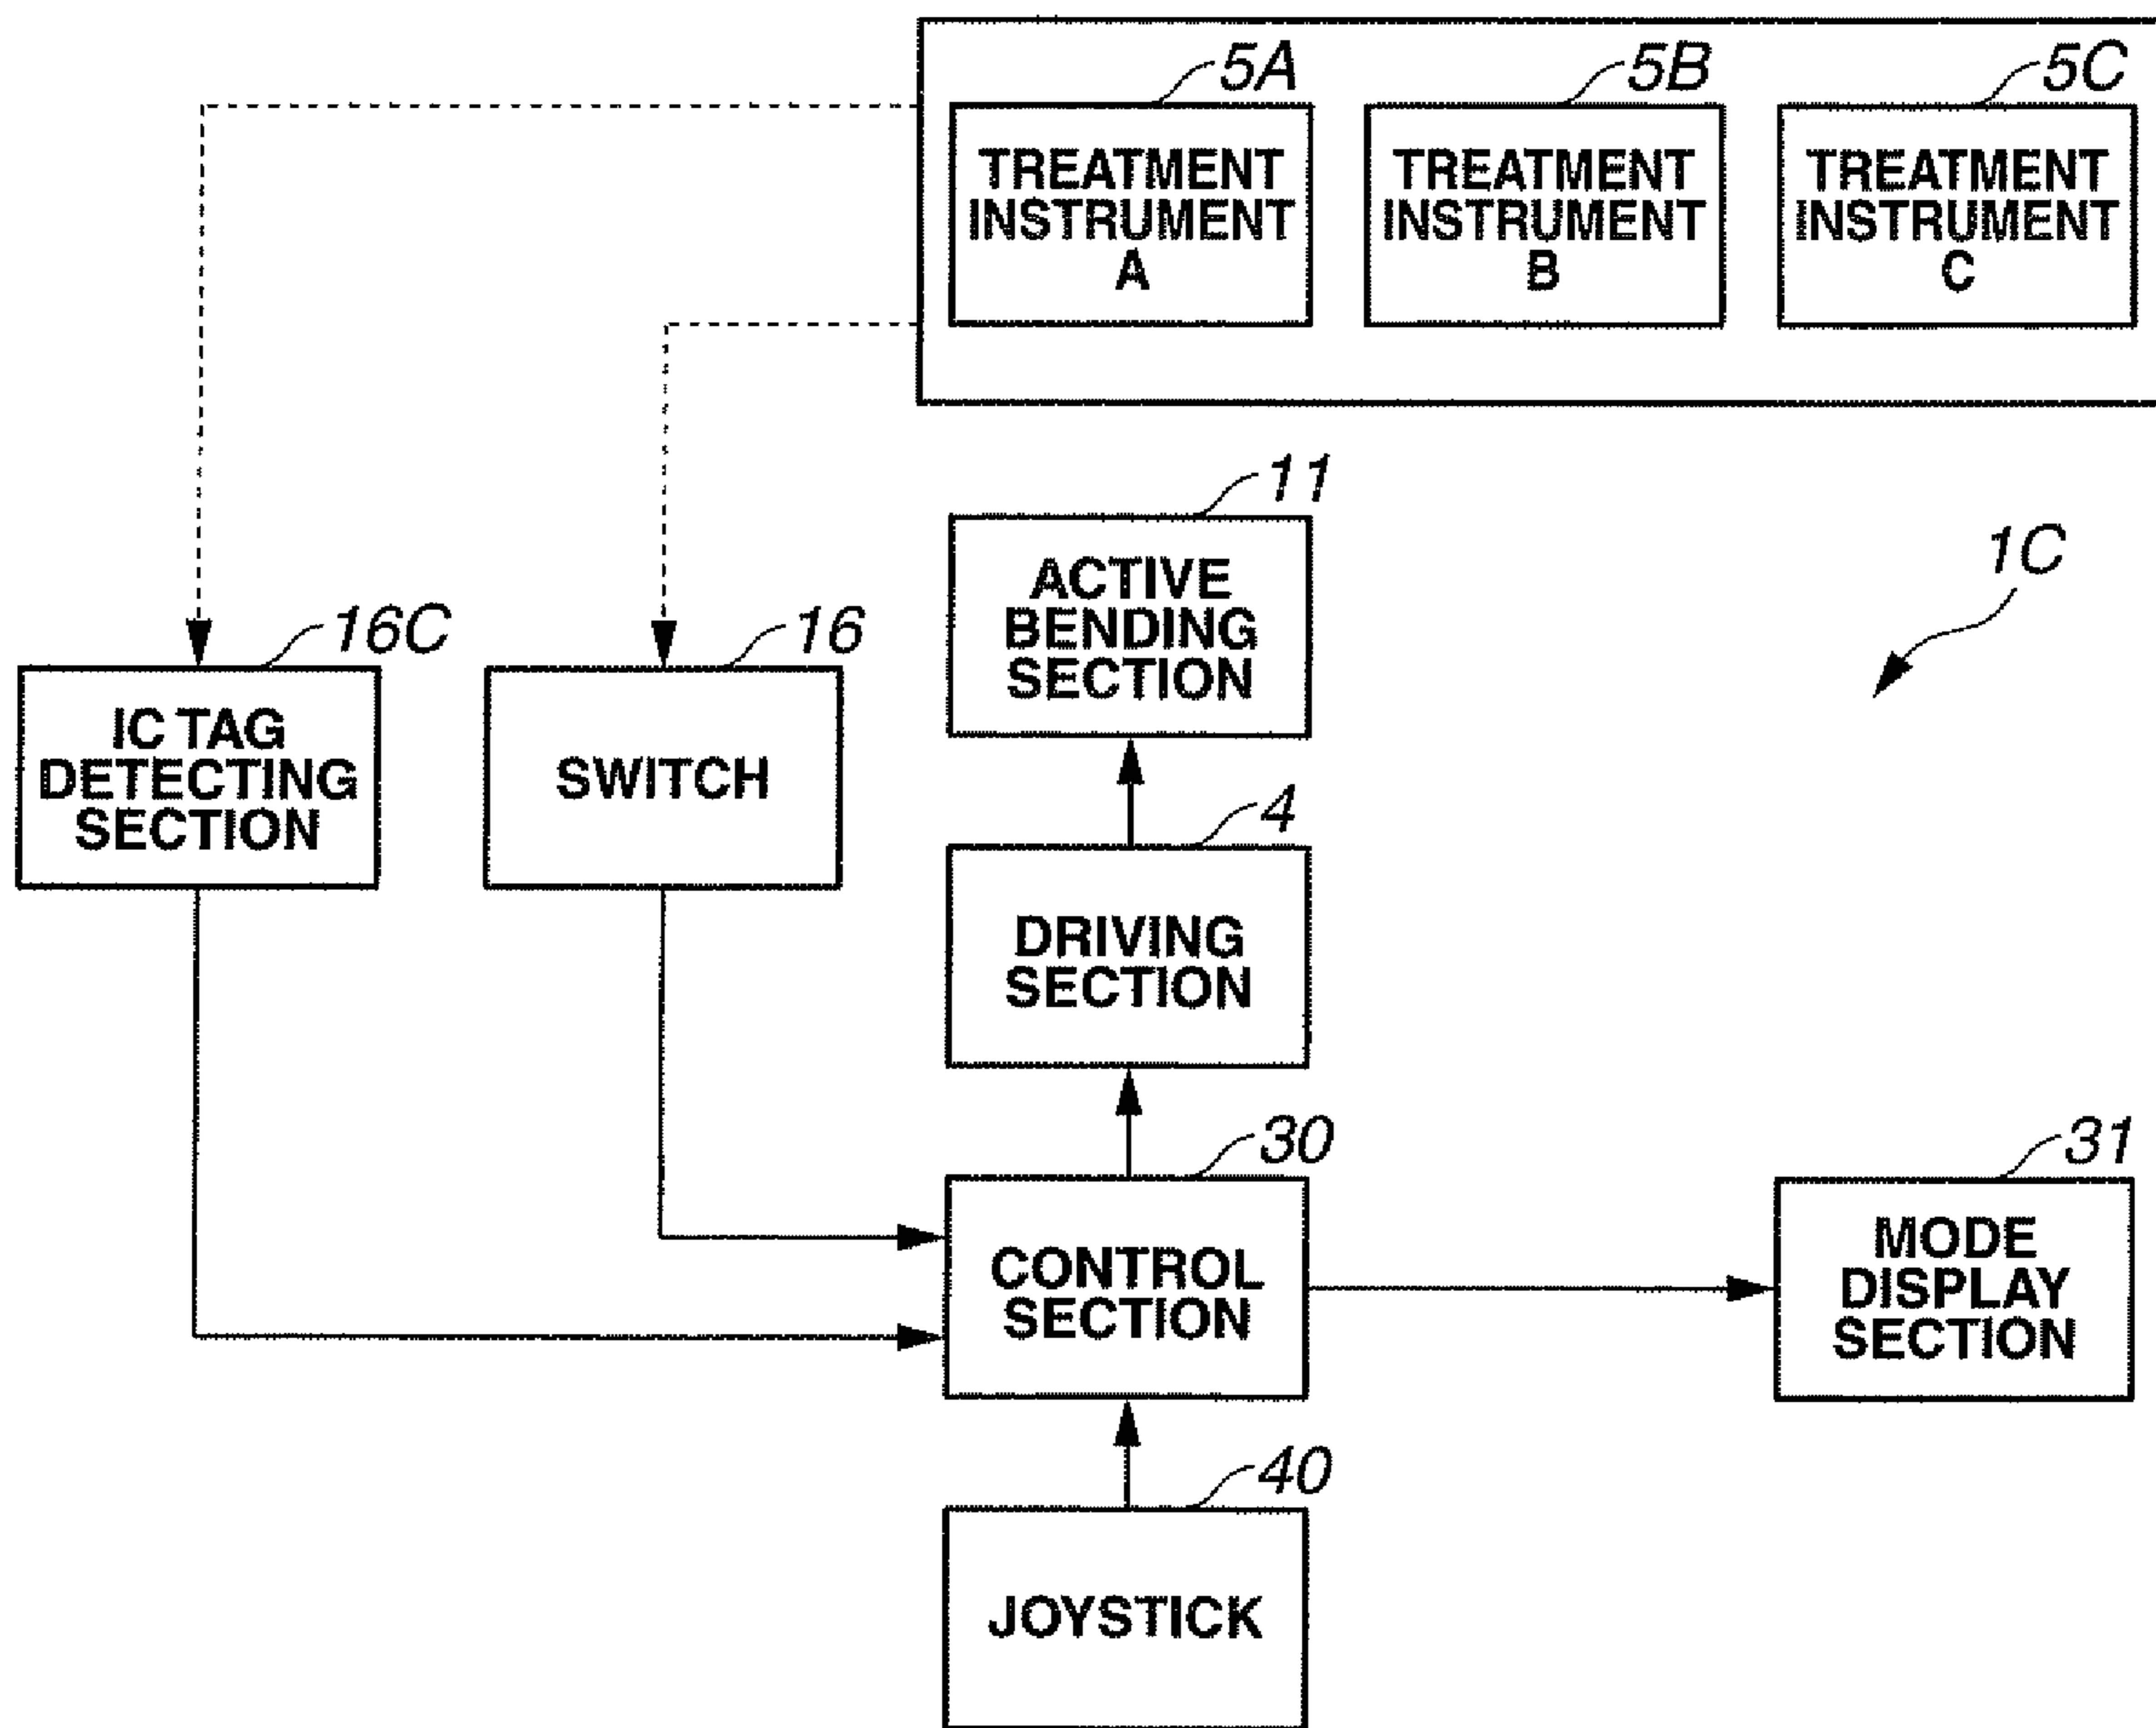 5A
5B
5C
TREATMENT
INSTRUMENT
A
TREATMENT
INSTRUMENT
B
TREATMENT
INSTRUMENT
C
11
ACTIVE
BENDING
SECTION
1C
16C
IC TAG
DETECTING
SECTION
16
SWITCH
4
DRIVING
SECTION
30
CONTROL
SECTION
31
MODE
DISPLAY
SECTION
40
JOYSTICK